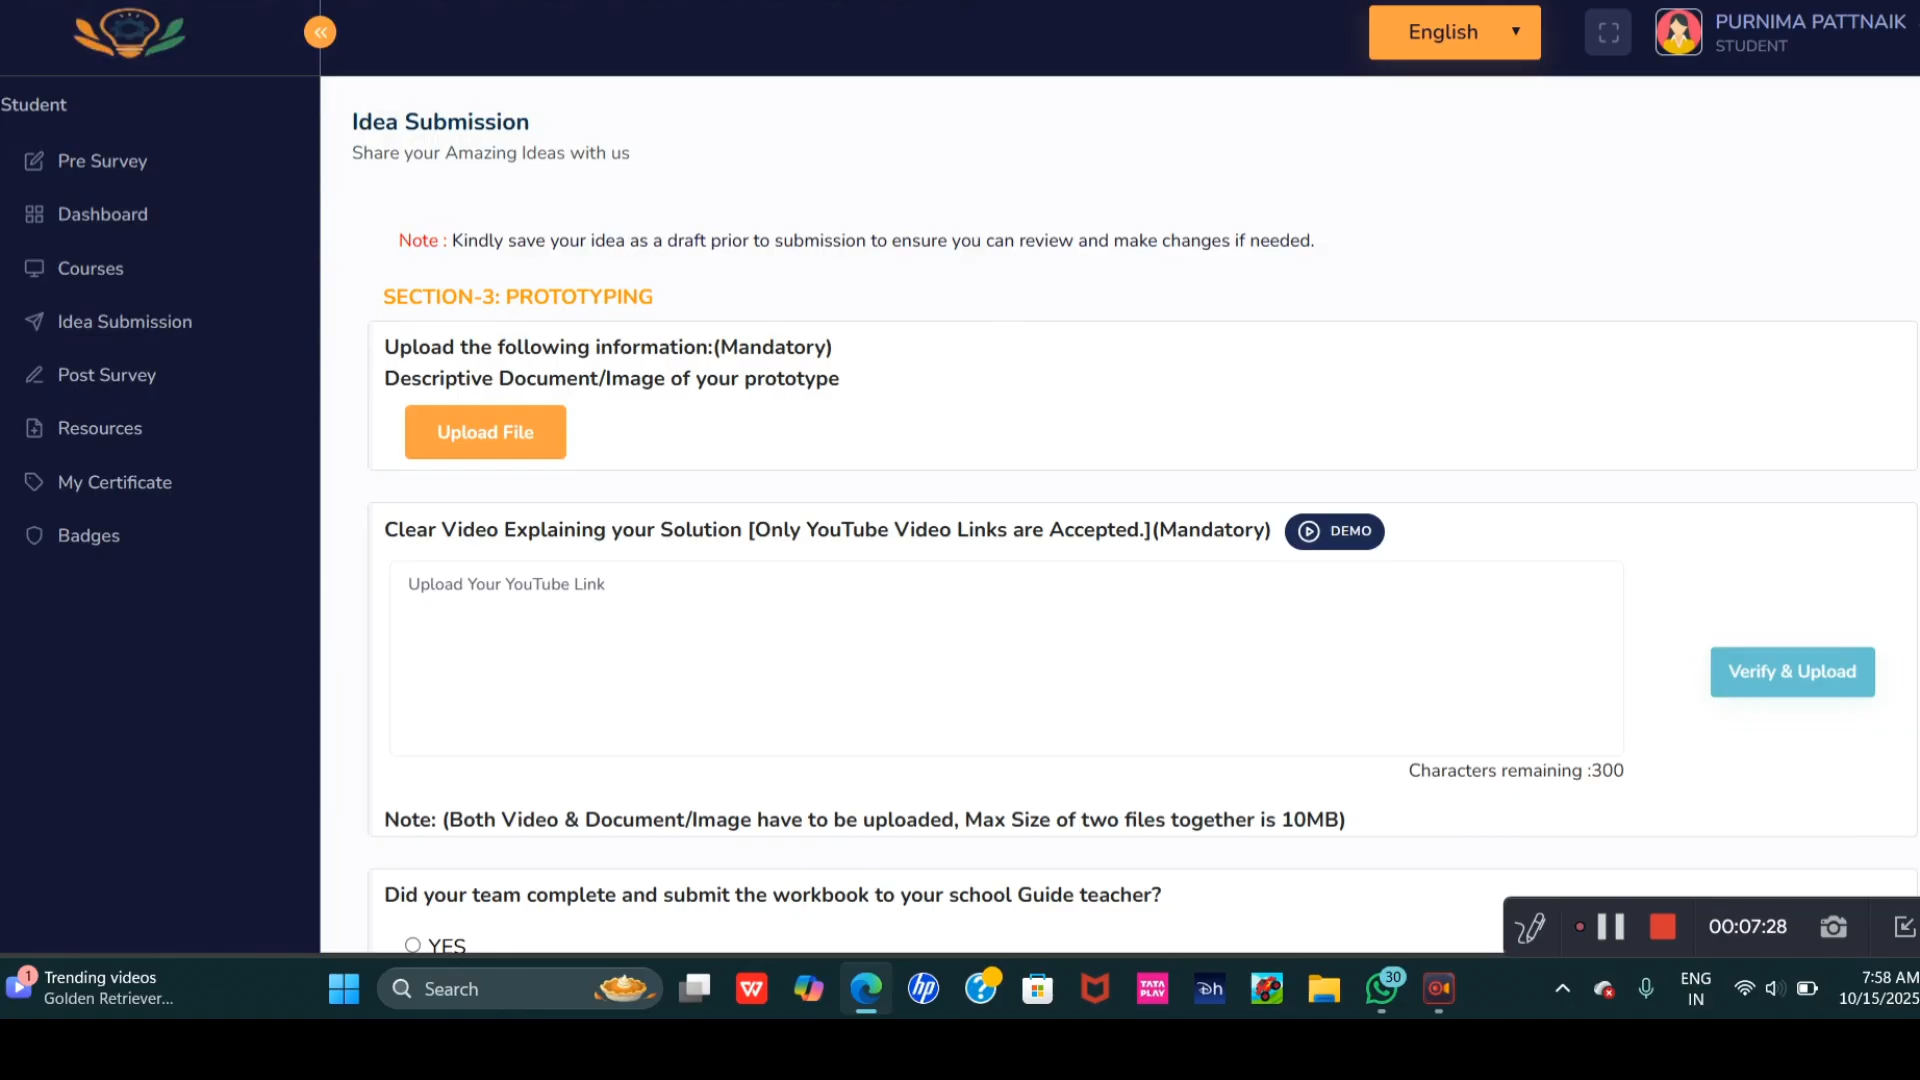 English ▼
PURNIMA PATTNAIK
STUDENT
Student
Pre Survey
Dashboard
Courses
Idea Submission
Post Survey
Resources
My Certificate
Badges
Idea Submission
Share your Amazing Ideas with us
Note : Kindly save your idea as a draft prior to submission to ensure you can review and make changes if needed.
SECTION-3: PROTOTYPING
Upload the following information:(Mandatory)
Descriptive Document/Image of your prototype
Upload File
Clear Video Explaining your Solution [Only YouTube Video Links are Accepted.](Mandatory)
DEMO
Upload Your YouTube Link
Verify & Upload
Characters remaining :300
Note: (Both Video & Document/Image have to be uploaded, Max Size of two files together is 10MB)
Did your team complete and submit the workbook to your school Guide teacher?
YES
00:07:28
1
Trending videos
Golden Retriever...
Search
W
hp
?
TATA
PLAY
Dh
30
ENG
IN
7:58 AM
10/15/2025